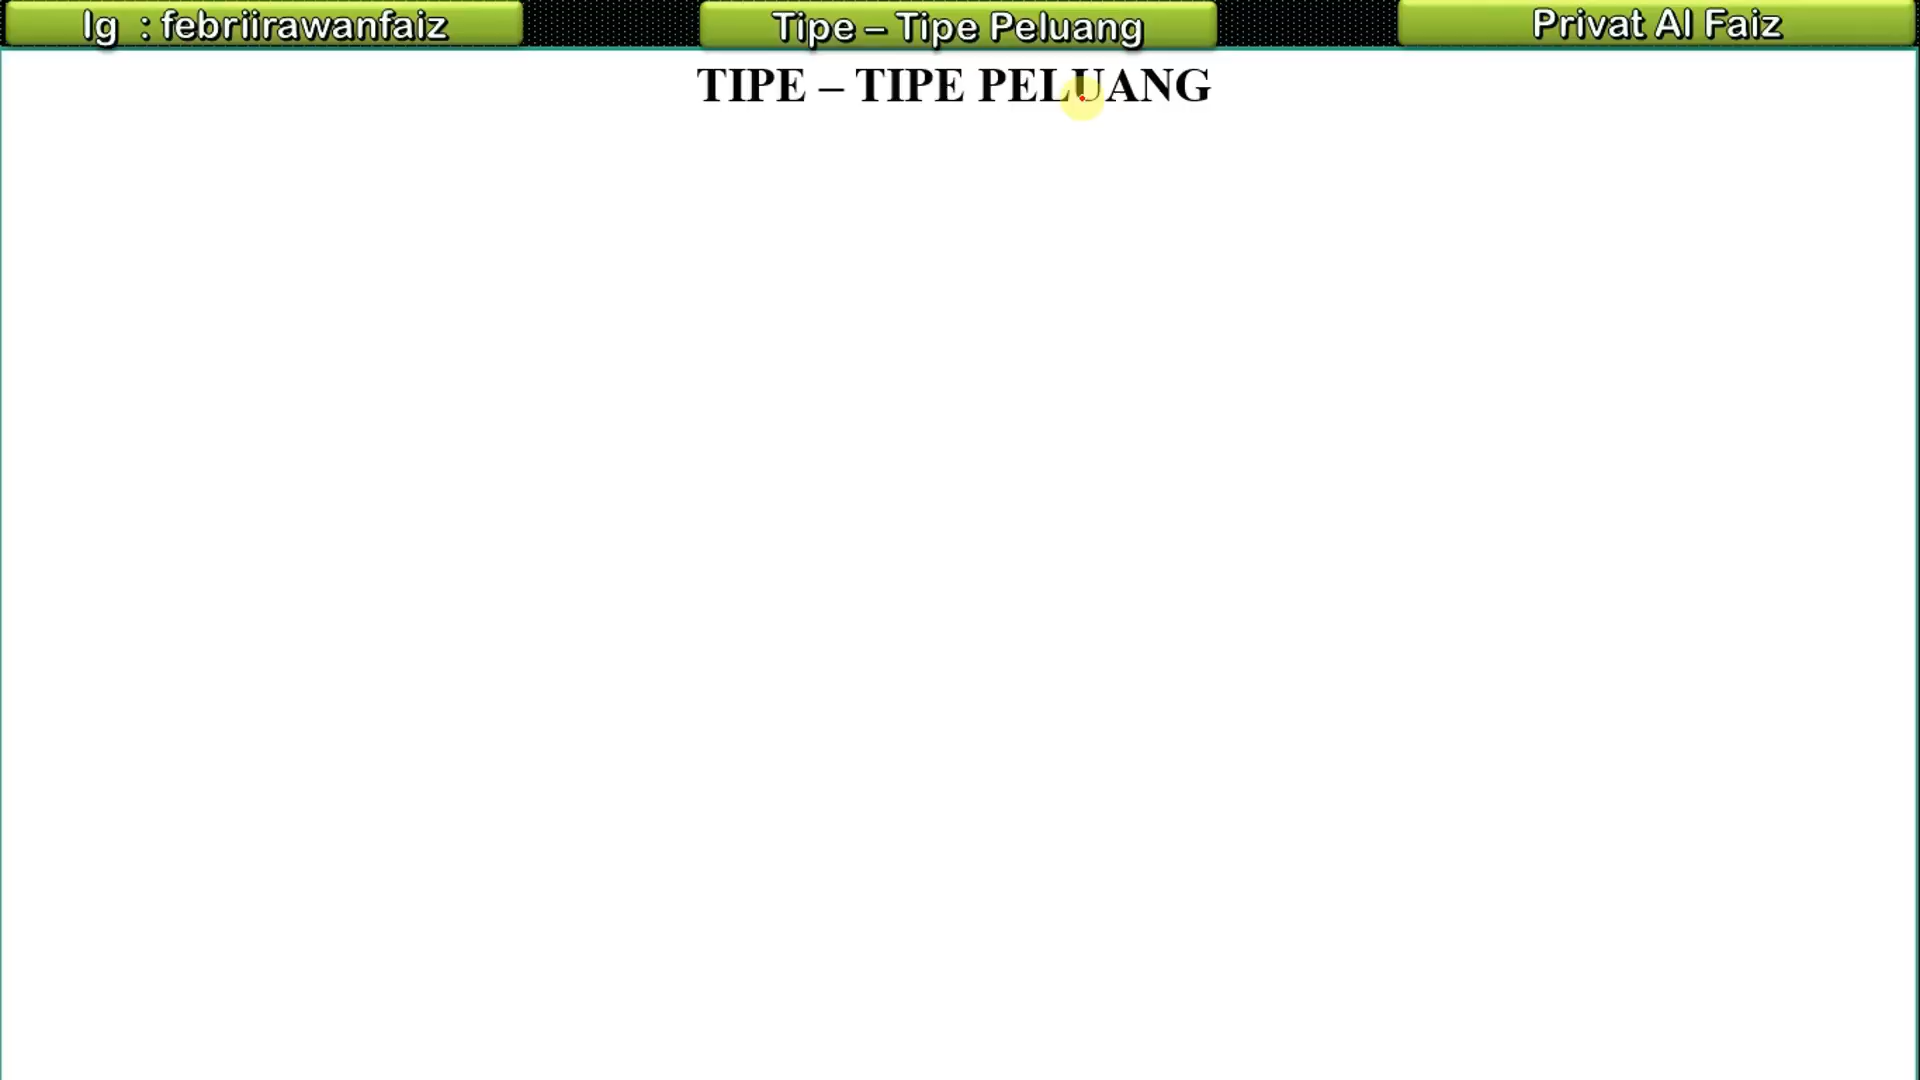 Ig : febriirawanfaiz
Tipe – Tipe Peluang
Privat Al Faiz
TIPE – TIPE PELUANG